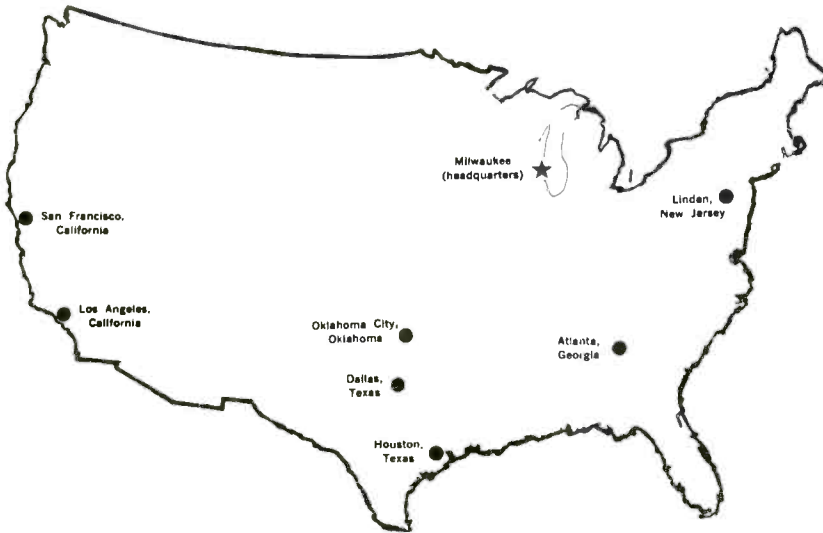 Milwaukee
(headquarters)
Linden,
New Jersey
San Francisco,
California
Los Angeles,
California
Oklahoma City,
Oklahoma
Atlanta,
Georgia
Dallas,
Texas
Houston,
Texas